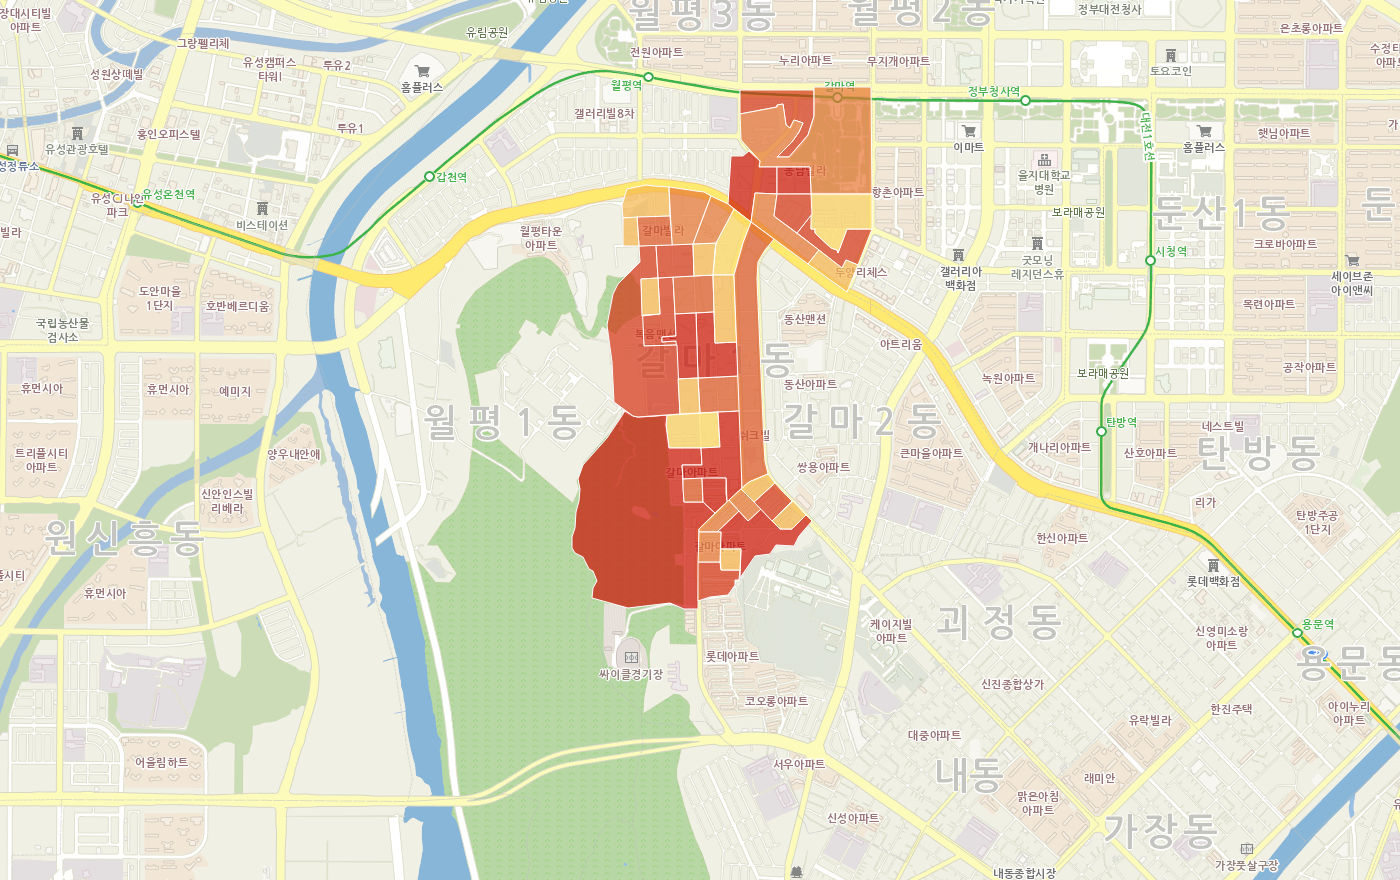 월평3동
월평2동
정부대전청사
장대시티빌
아파트
그랑펠리체
유림공원
전원아파트
누리아파트
무지개아파트
은초롱아파트
성원상떼빌
유성캠퍼스
타워I
투유2
홈플러스
월평역
갈마역
정부청사역
토요코인
갤러리빌8차
대전1호선
홍인오피스텔
투유1
유성관광호텔
이마트
홈플러스
햇님아파트
갑천역
동남빌라
을지대학교
병원
유성온천역
공원
향촌아파트
보라매공원
둔산1동
둔
비스테이션
월평타운
아파트
갈마빌라
크로바아파트
시청역
굿모닝
레지던스휴
갤러리아
백화점
두양리체스
세이브존
아이앤씨
도안마을
1단지
호반베르디움
목련아파트
동산맨션
국립농산물
검사소
복음맨션
아트리움
갈마1동
동산아파트
녹원아파트
보라매공원
공작아파트
휴먼시아
휴먼시아
예미지
월평1동
갈마2동
탄방역
네스트빌
쉬크빌
개나리아파트
산호아파트
탄방동
트리플시티
아파트
양우내안애
큰마을아파트
쌍용아파트
갈마아파트
신안인스빌
리베라
리가
탄방주공
1단지
원신흥동
한신아파트
갈마아파트
롯데백화점
휴먼시아
케이지빌
아파트
괴정동
신영미소랑
아파트
용문역
용문동
롯데아파트
싸이클경기장
신진종합상가
코오롱아파트
한진주택
아이누리
아파트
유락빌라
대중아파트
어울림하트
서우아파트
내동
래미안
맑은아침
아파트
신성아파트
가장동
가장풋살구장
내동종합시장